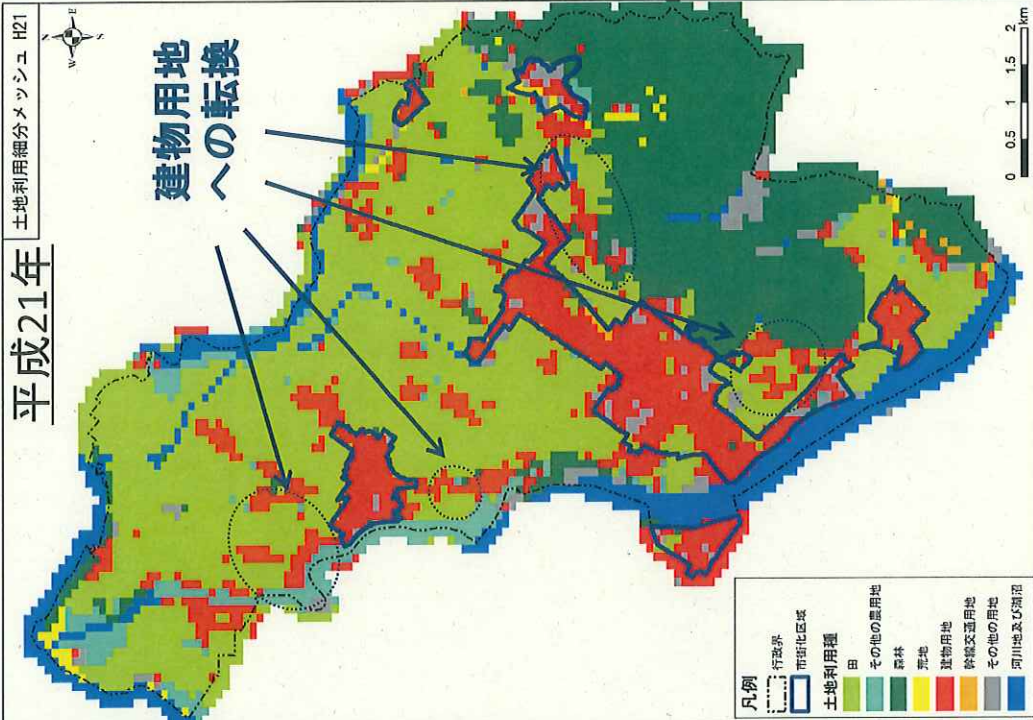 平成21年
土地利用細分メッシュ H21
N
W
E
S
建物用地
への転換
凡例
行政界
市街化区域
土地利用種
田
その他の農用地
森林
荒地
建物用地
幹線交通用地
その他の用地
河川地及び湖沼
0 0.5 1 1.5 2
km